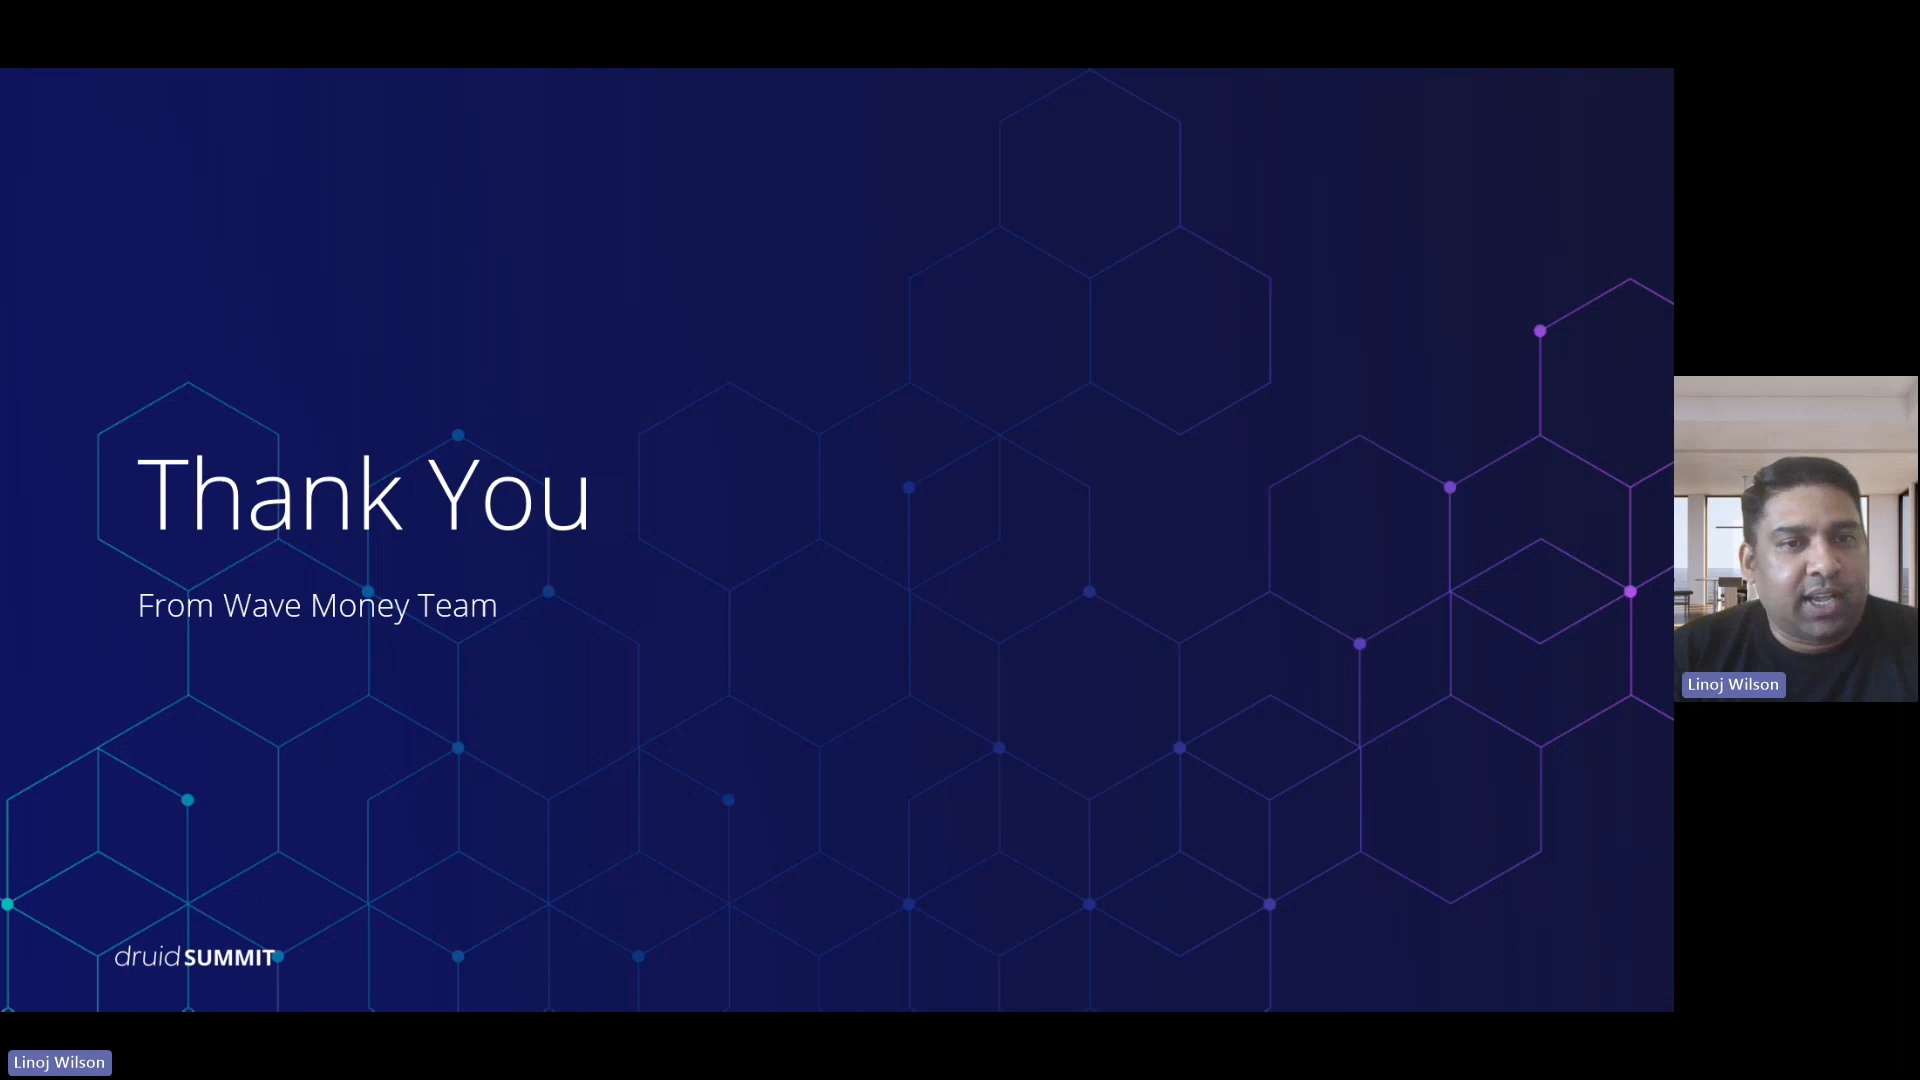 Thank You
From Wave Money Team
druid SUMMIT
Linoj Wilson
Linoj Wilson